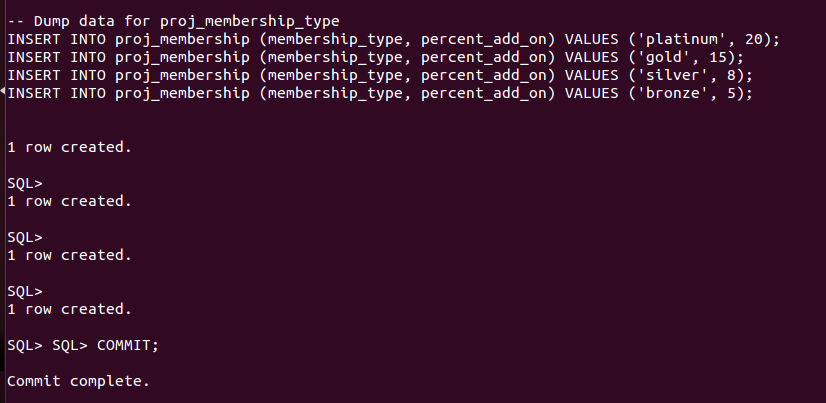 -- Dump data for proj_membership_type
INSERT INTO proj_membership (membership_type, percent_add_on) VALUES ('platinum', 20);
INSERT INTO proj_membership (membership_type, percent_add_on) VALUES ('gold', 15);
INSERT INTO proj_membership (membership_type, percent_add_on) VALUES ('silver', 8);
INSERT INTO proj_membership (membership_type, percent_add_on) VALUES ('bronze', 5);
1 row created.
SQL>
1 row created.
SQL>
1 row created.
SQL>
1 row created.
SQL> SQL> COMMIT;
Commit complete.